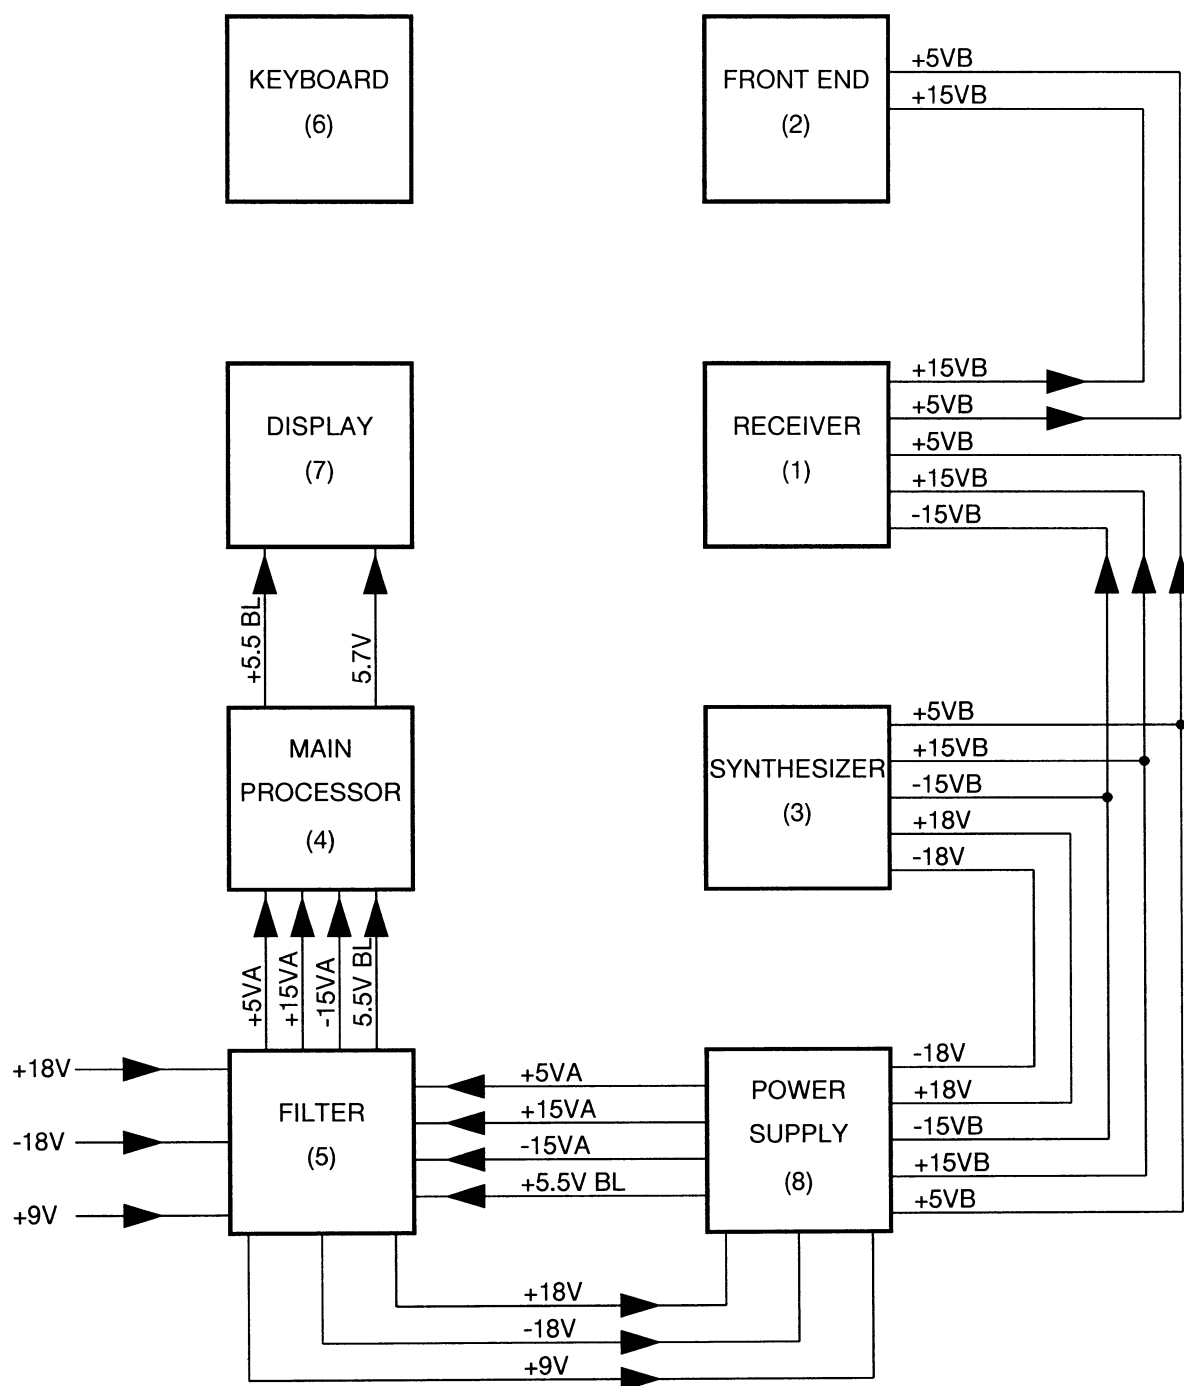 KEYBOARD
(6)
FRONT END
(2)
+5VB
+15VB
DISPLAY
(7)
RECEIVER
(1)
+15VB
+5VB
+5VB
+15VB
-15VB
+5.5 BL
5.7V
MAIN
PROCESSOR
(4)
SYNTHESIZER
(3)
+5VB
+15VB
-15VB
+18V
-18V
+5VA
+15VA
-15VA
5.5V BL
+18V
-18V
+9V
FILTER
(5)
+5VA
+15VA
-15VA
+5.5V BL
POWER
SUPPLY
(8)
-18V
+18V
-15VB
+15VB
+5VB
+18V
-18V
+9V